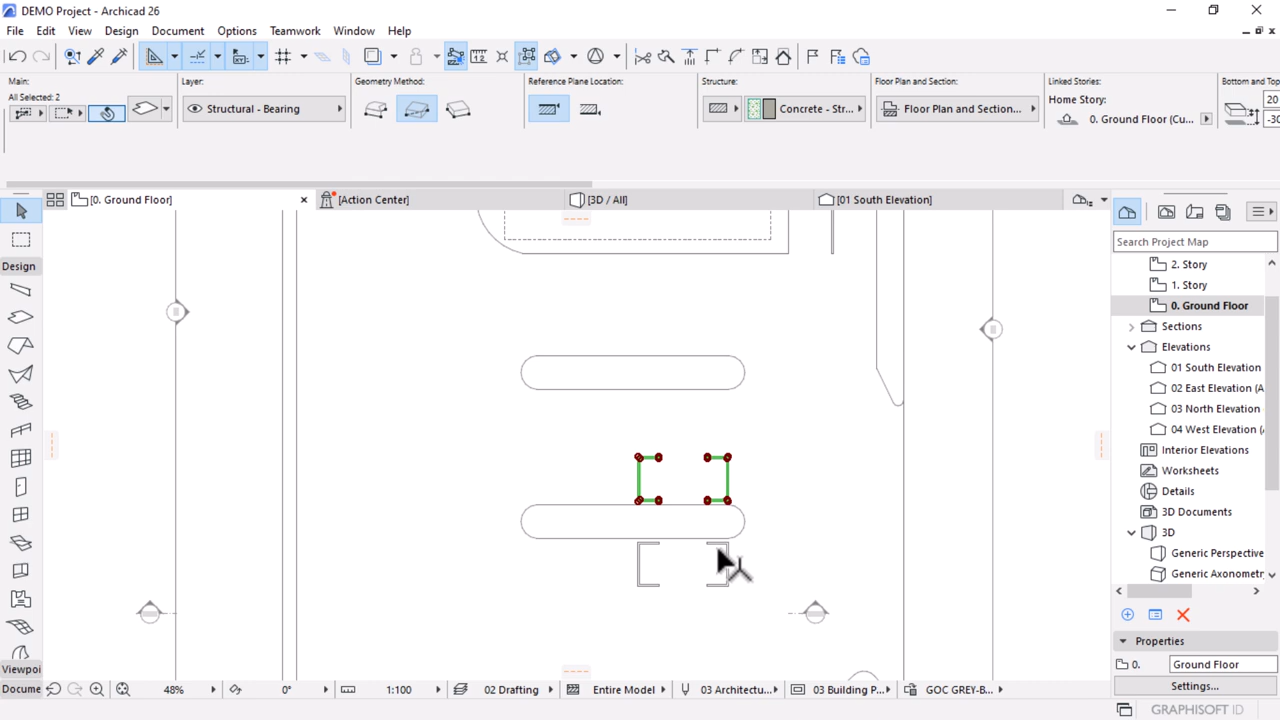 DEMO Project - Archicad 26
File Edit View Design Document Options Teamwork Window Help
Main:
All Selected: 2
Layer:
Structural - Bearing
Geometry Method:
Reference Plane Location:
Structure:
Concrete - Str...
Floor Plan and Section:
Floor Plan and Section...
Linked Stories:
Home Story:
0. Ground Floor (Cu...
Bottom and Top
20
-30
[0. Ground Floor]
[Action Center]
[3D / All]
[01 South Elevation]
Design
Viewpoi
Docume
Search Project Map
2. Story
1. Story
0. Ground Floor
Sections
Elevations
01 South Elevation
02 East Elevation (A
03 North Elevation
04 West Elevation (
Interior Elevations
Worksheets
Details
3D Documents
3D
Generic Perspective
Generic Axonometr
Properties
0.
Ground Floor
Settings...
48%
0°
1:100
02 Drafting
Entire Model
03 Architectu...
03 Building P...
GOC GREY-B...
GRAPHISOFT ID